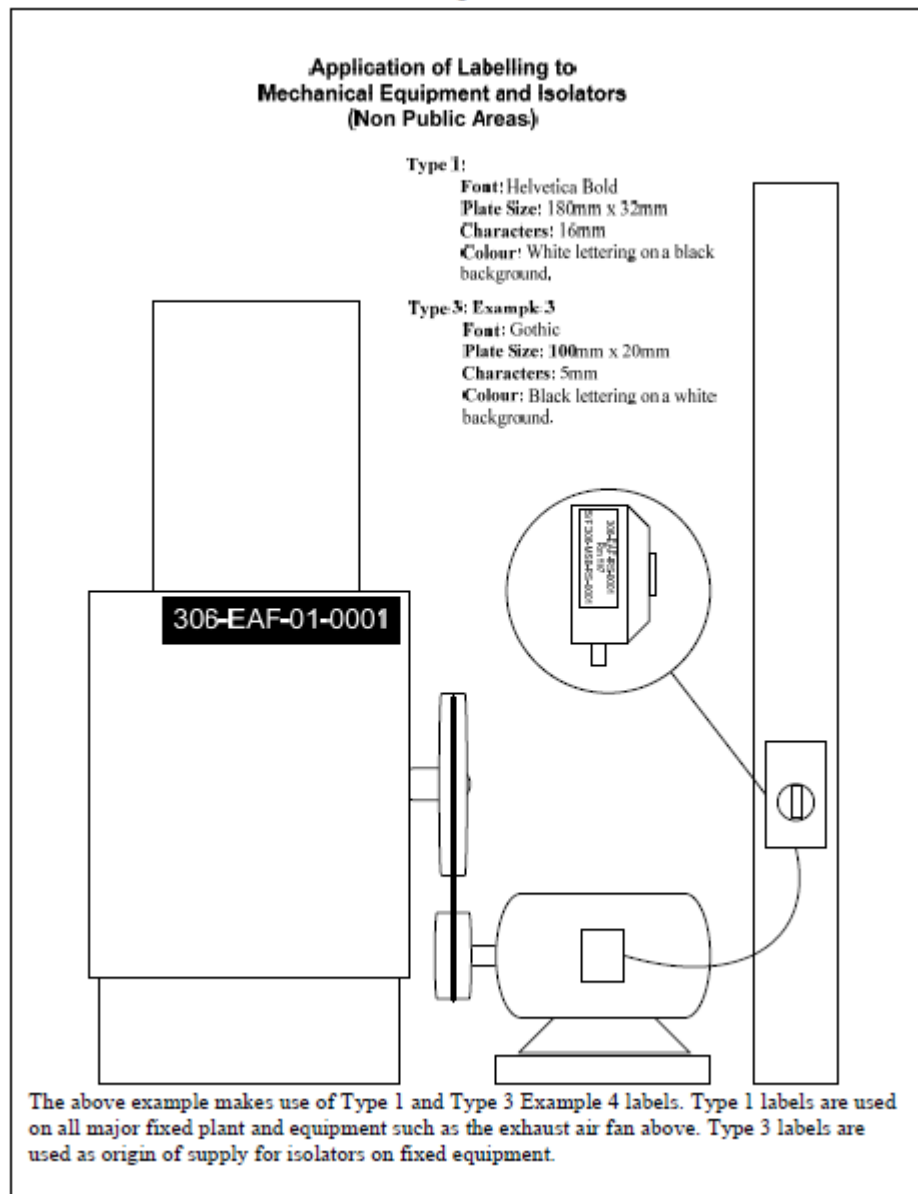 Application of Labelling to
Mechanical Equipment and Isolators
(Non Public Areas)
Type 1:
Font: Helvetica Bold
Plate Size: 180mm x 32mm
Characters: 16mm
Colour: White lettering on a black
background.
Type 3: Example 3
Font: Gothic
Plate Size: 100mm x 20mm
Characters: 5mm
Colour: Black lettering on a white
background.
306-EAF-01-0001
The above example makes use of Type 1 and Type 3 Example 4 labels. Type 1 labels are used
on all major fixed plant and equipment such as the exhaust air fan above. Type 3 labels are
used as origin of supply for isolators on fixed equipment.